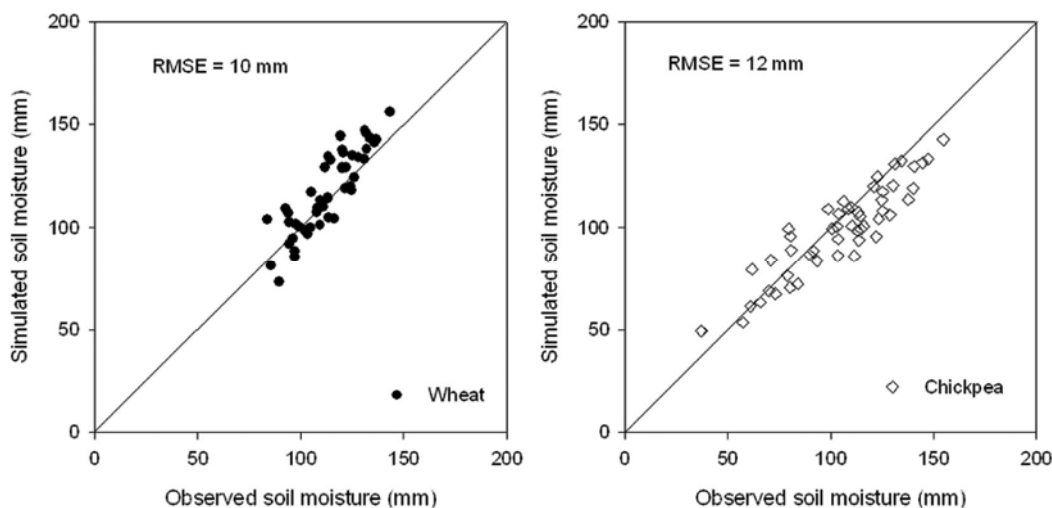 200
150
100
50
0
Simulated soil moisture (mm)
RMSE = 10 mm
Wheat
0 50 100 150 200
Observed soil moisture (mm)
200
150
100
50
0
Simulated soil moisture (mm)
RMSE = 12 mm
Chickpea
0 50 100 150 200
Observed soil moisture (mm)